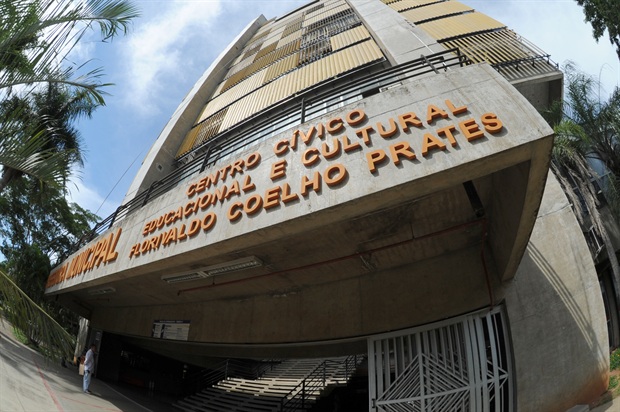 CENTRO CÍVICO
EDUCACIONAL E CULTURAL
FLORIVALDO COELHO PRATES
MUNICIPAL